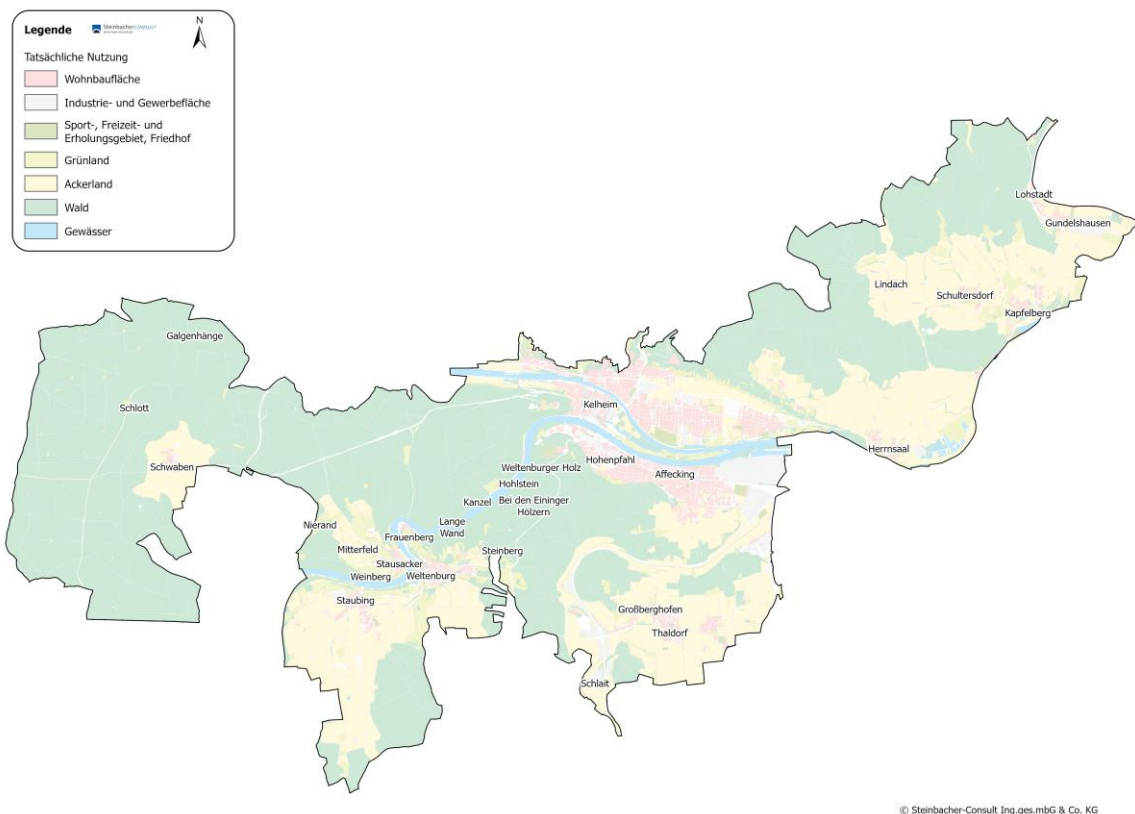 Legende
SteinbacherCONSULT
N
Tatsächliche Nutzung
Wohnbaufläche
Industrie- und Gewerbefläche
Sport-, Freizeit- und
Erholungsgebiet, Friedhof
Grünland
Ackerland
Wald
Gewässer
Lohstadt
Gundelshausen
Lindach
Schultersdorf
Kapfelberg
Galgenhänge
Schlott
Kelheim
Schwaben
Herrnsaal
Hohenpfahl
Weltenburger Holz
Affecking
Hohlstein
Kanzel
Bei den Eininger
Hölzern
Lange
Wand
Nierand
Frauenberg
Mitterfeld
Steinberg
Stausacker
Weinberg
Weltenburg
Staubing
Großberghofen
Thaldorf
Schlait
© Steinbacher-Consult Ing.ges.mbG & Co. KG